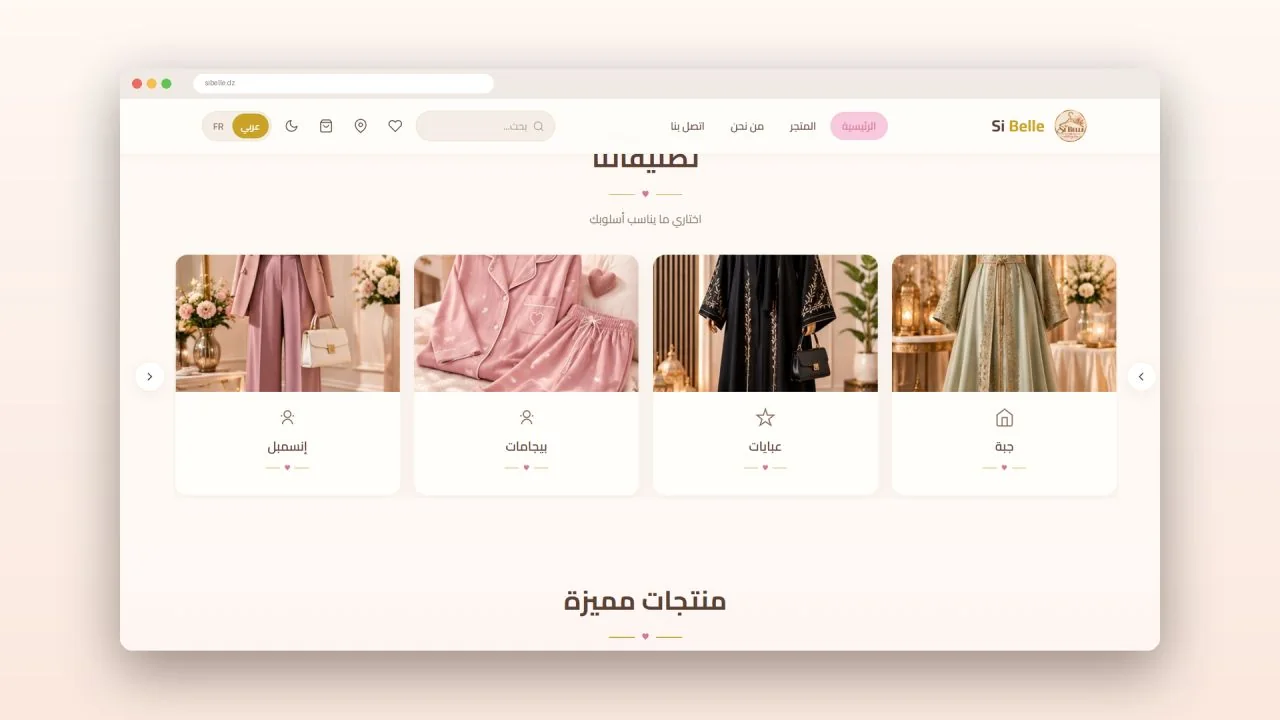 sibelle.dz
Si Belle
الرئيسية
المتجر
من نحن
اتصل بنا
بحث...
عربي
FR
تصنيفاتنا
اختاري ما يناسب أسلوبك
جبة
عبايات
بيجامات
إنسمبل
منتجات مميزة